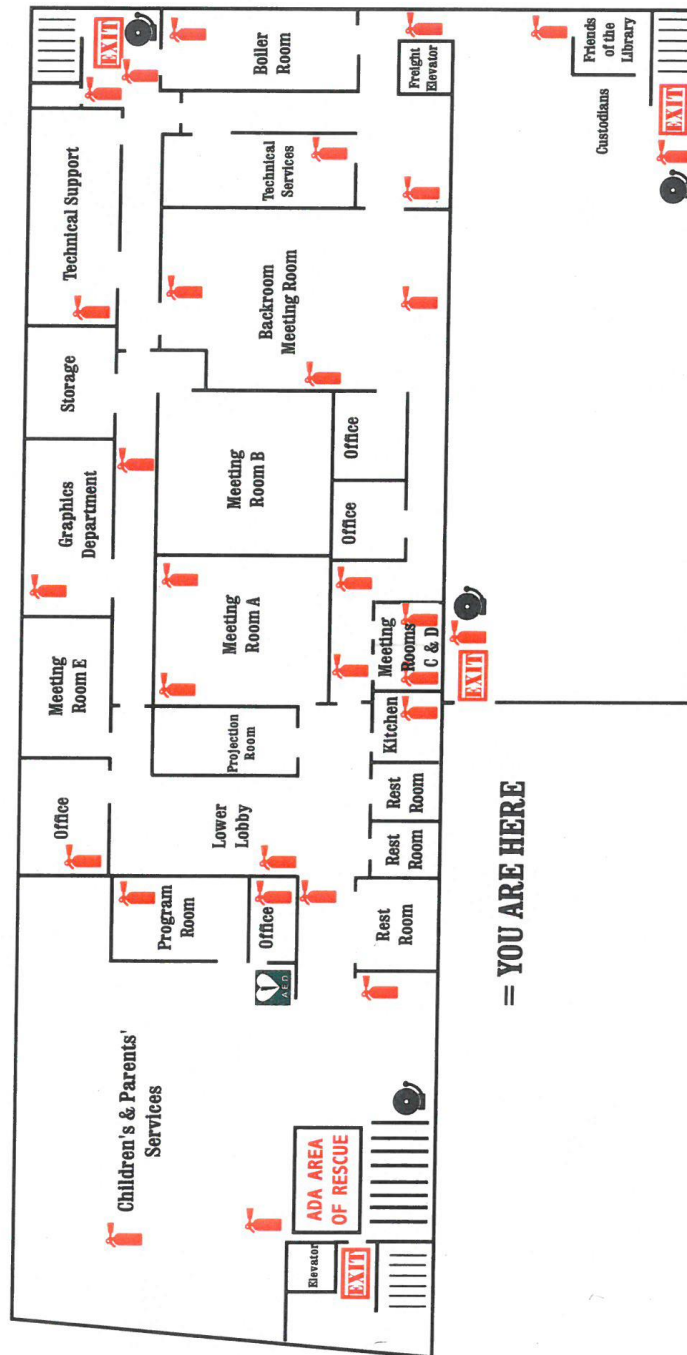 Office
Meeting
Room E
Graphics
Department
Storage
Technical Support
EXIT
Children's & Parents'
Services
Program
Room
Lower
Lobby
Projection
Room
Meeting
Room A
Meeting
Room B
Backroom
Meeting Room
Technical
Services
Boiler
Room
AED
Office
Office
Office
Elevator
EXIT
ADA AREA
OF RESCUE
Rest
Room
Rest
Room
Rest
Room
Kitchen
Meeting
Rooms
C & D
Freight
Elevator
EXIT
= YOU ARE HERE
Custodians
Friends
of the
Library
EXIT